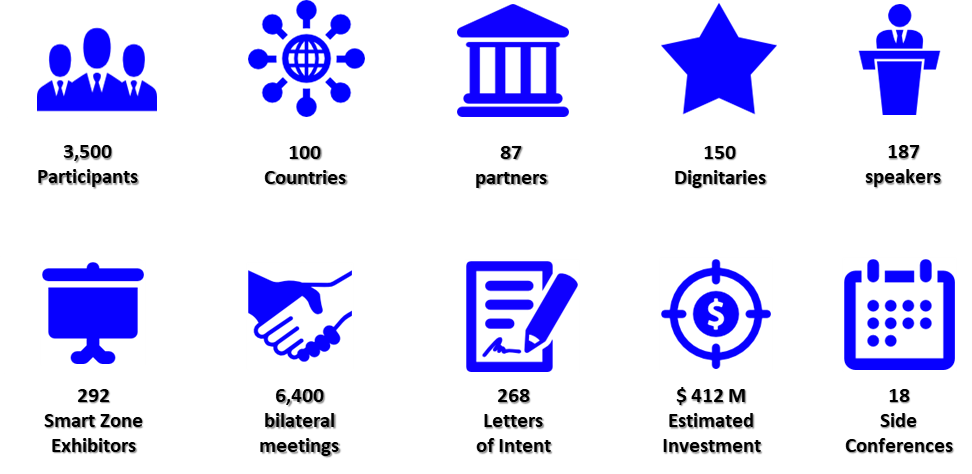 3,500
Participants
100
Countries
87
partners
150
Dignitaries
187
speakers
292
Smart Zone
Exhibitors
6,400
bilateral
meetings
268
Letters
of Intent
$ 412 M
Estimated
Investment
18
Side
Conferences